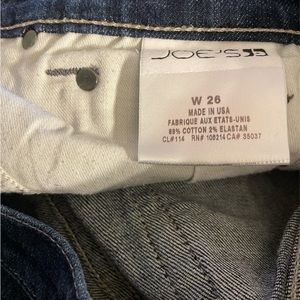 JOE'S
W 26
MADE IN USA
FABRIQUE AUX ETATS-UNIS
98% COTTON 2% ELASTAN
CL#114 RN# 108214 CA# 35037